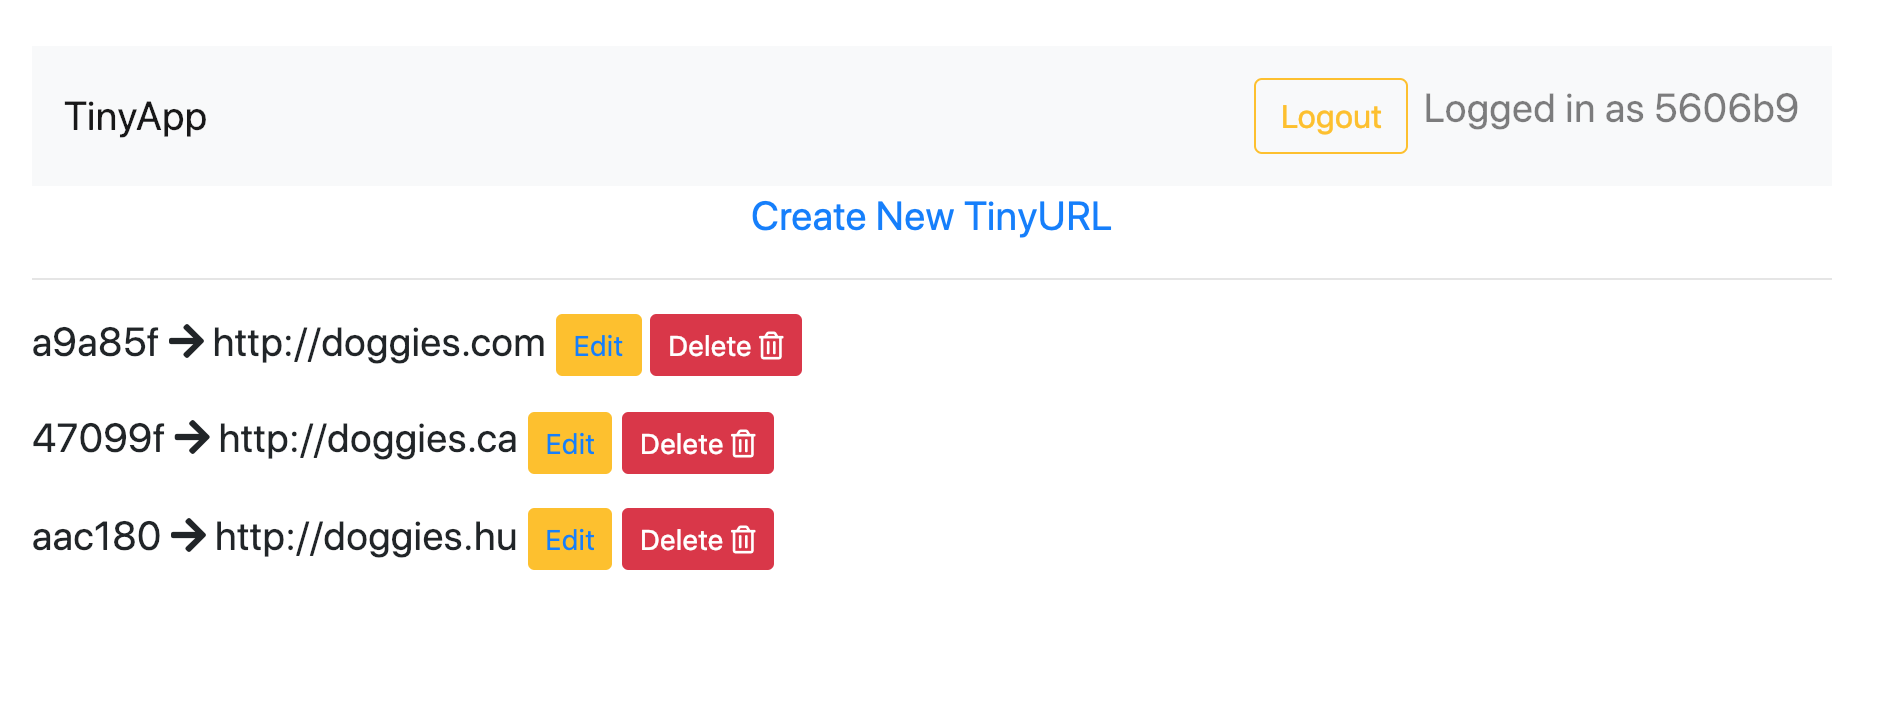 TinyApp Logout Logged in as 5606b9
Create New TinyURL
a9a85f → http://doggies.com Edit Delete
47099f → http://doggies.ca Edit Delete
aac180 → http://doggies.hu Edit Delete